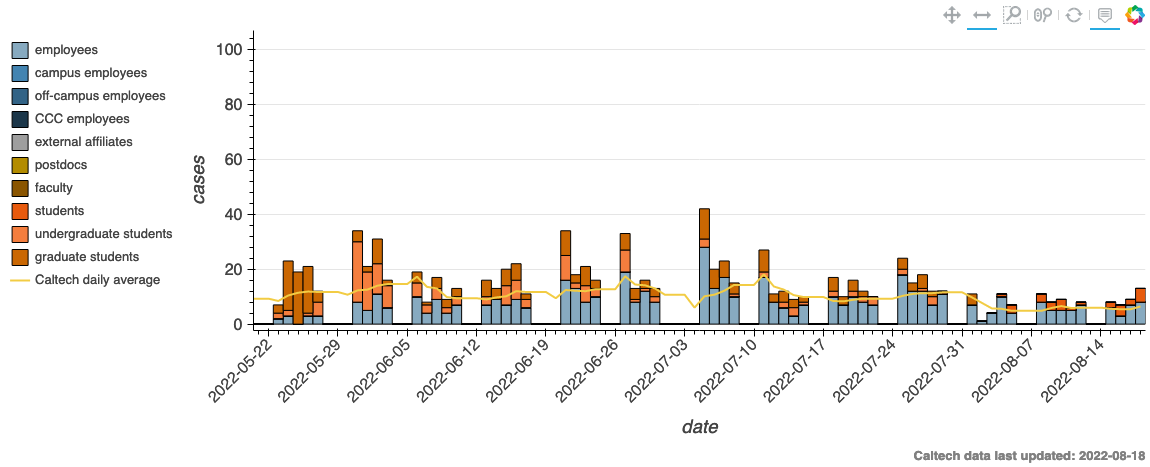 employees
campus employees
off-campus employees
CCC employees
external affiliates
postdocs
faculty
students
undergraduate students
graduate students
Caltech daily average
cases
100
80
60
40
20
0
2022-05-22
2022-05-29
2022-06-05
2022-06-12
2022-06-19
2022-06-26
2022-07-03
2022-07-10
2022-07-17
2022-07-24
2022-07-31
2022-08-07
2022-08-14
date
Caltech data last updated: 2022-08-18